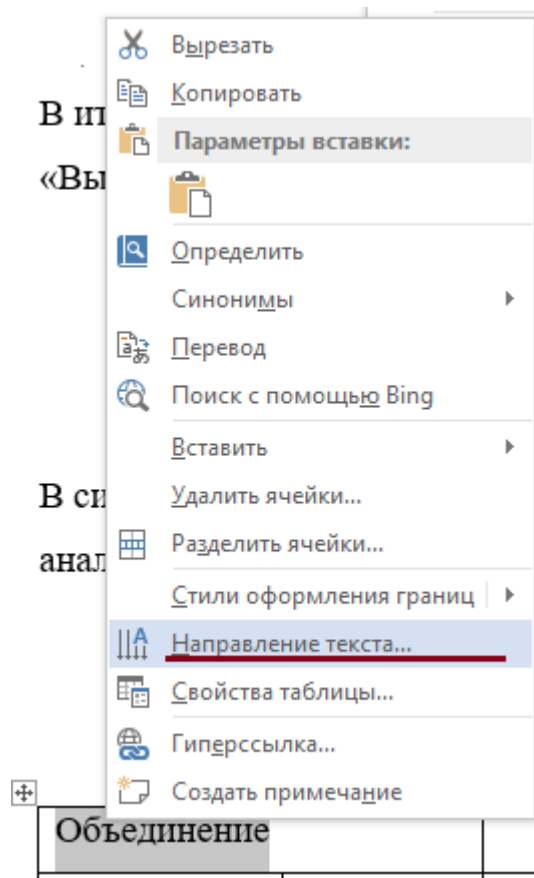 Вырезать
Копировать
В ит
Параметры вставки:
«Вы
Определить
Синонимы
Перевод
Поиск с помощью Bing
Вставить
В си
Удалить ячейки...
Разделить ячейки...
анал
Стили оформления границ
Направление текста...
Свойства таблицы...
Гиперссылка...
Создать примечание
Объединение